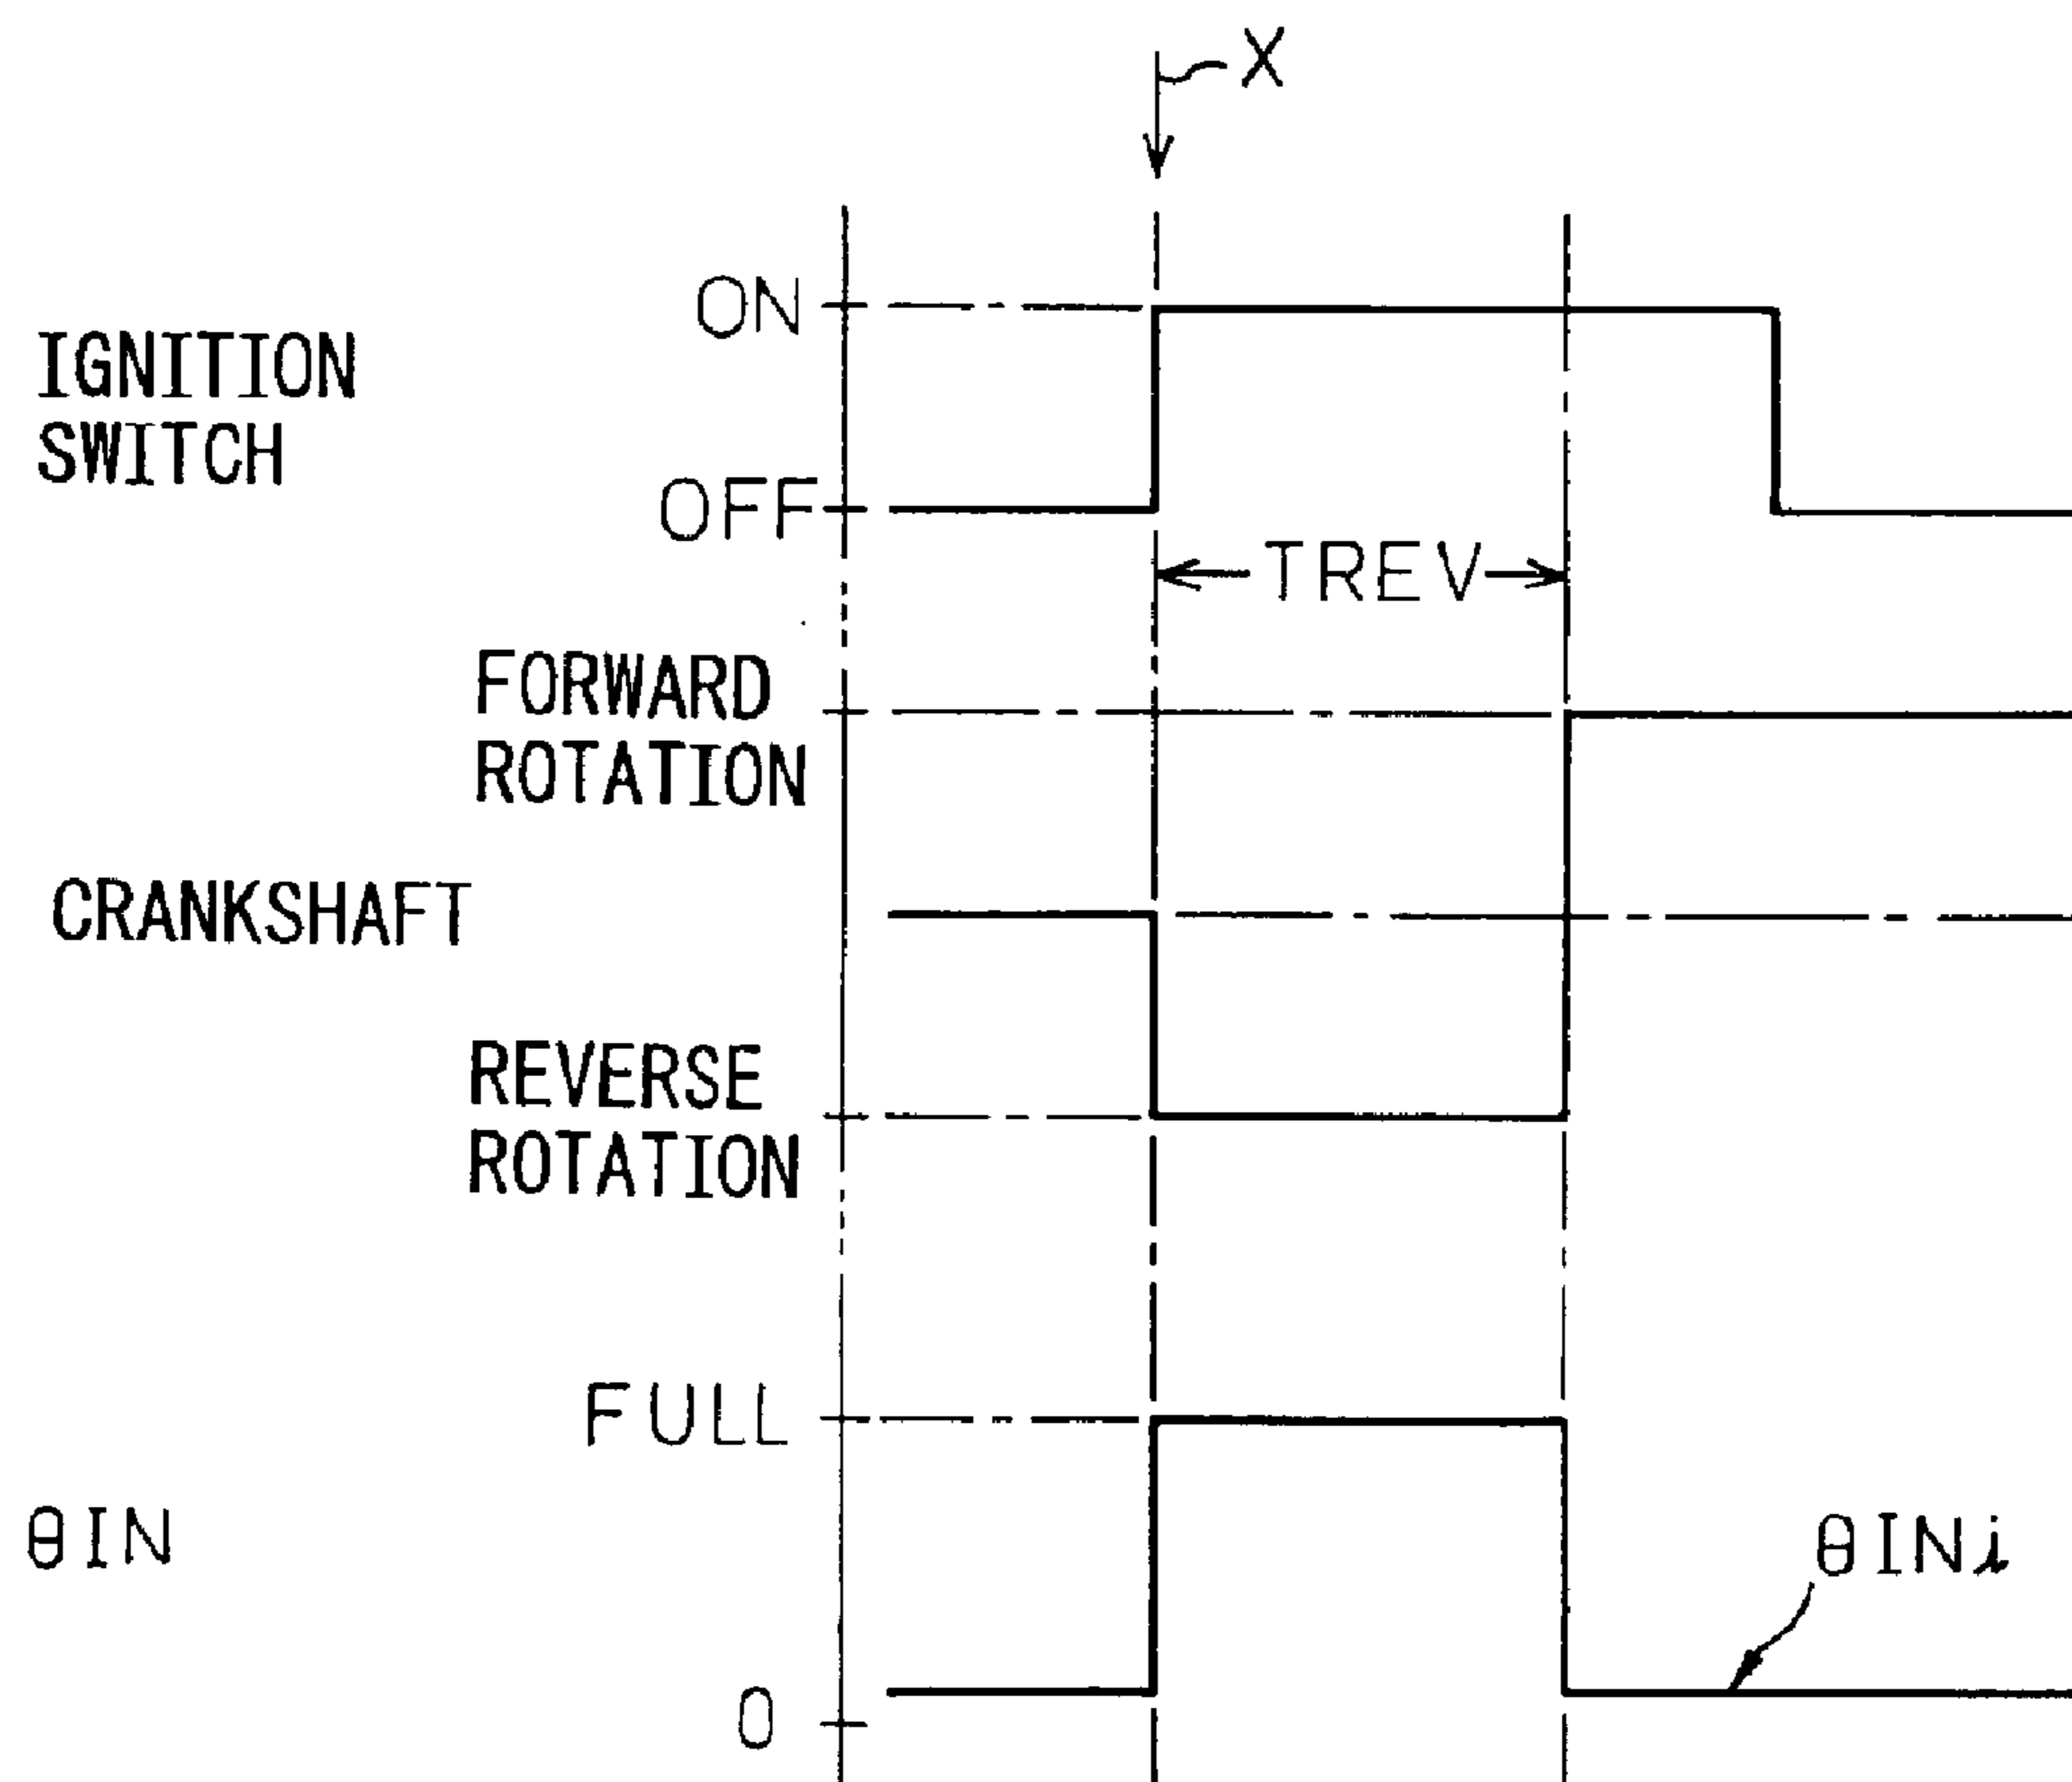 X
ON
IGNITION
SWITCH
OFF
TREV
FORWARD
ROTATION
CRANKSHAFT
REVERSE
ROTATION
FULL
θIN
θINi
0